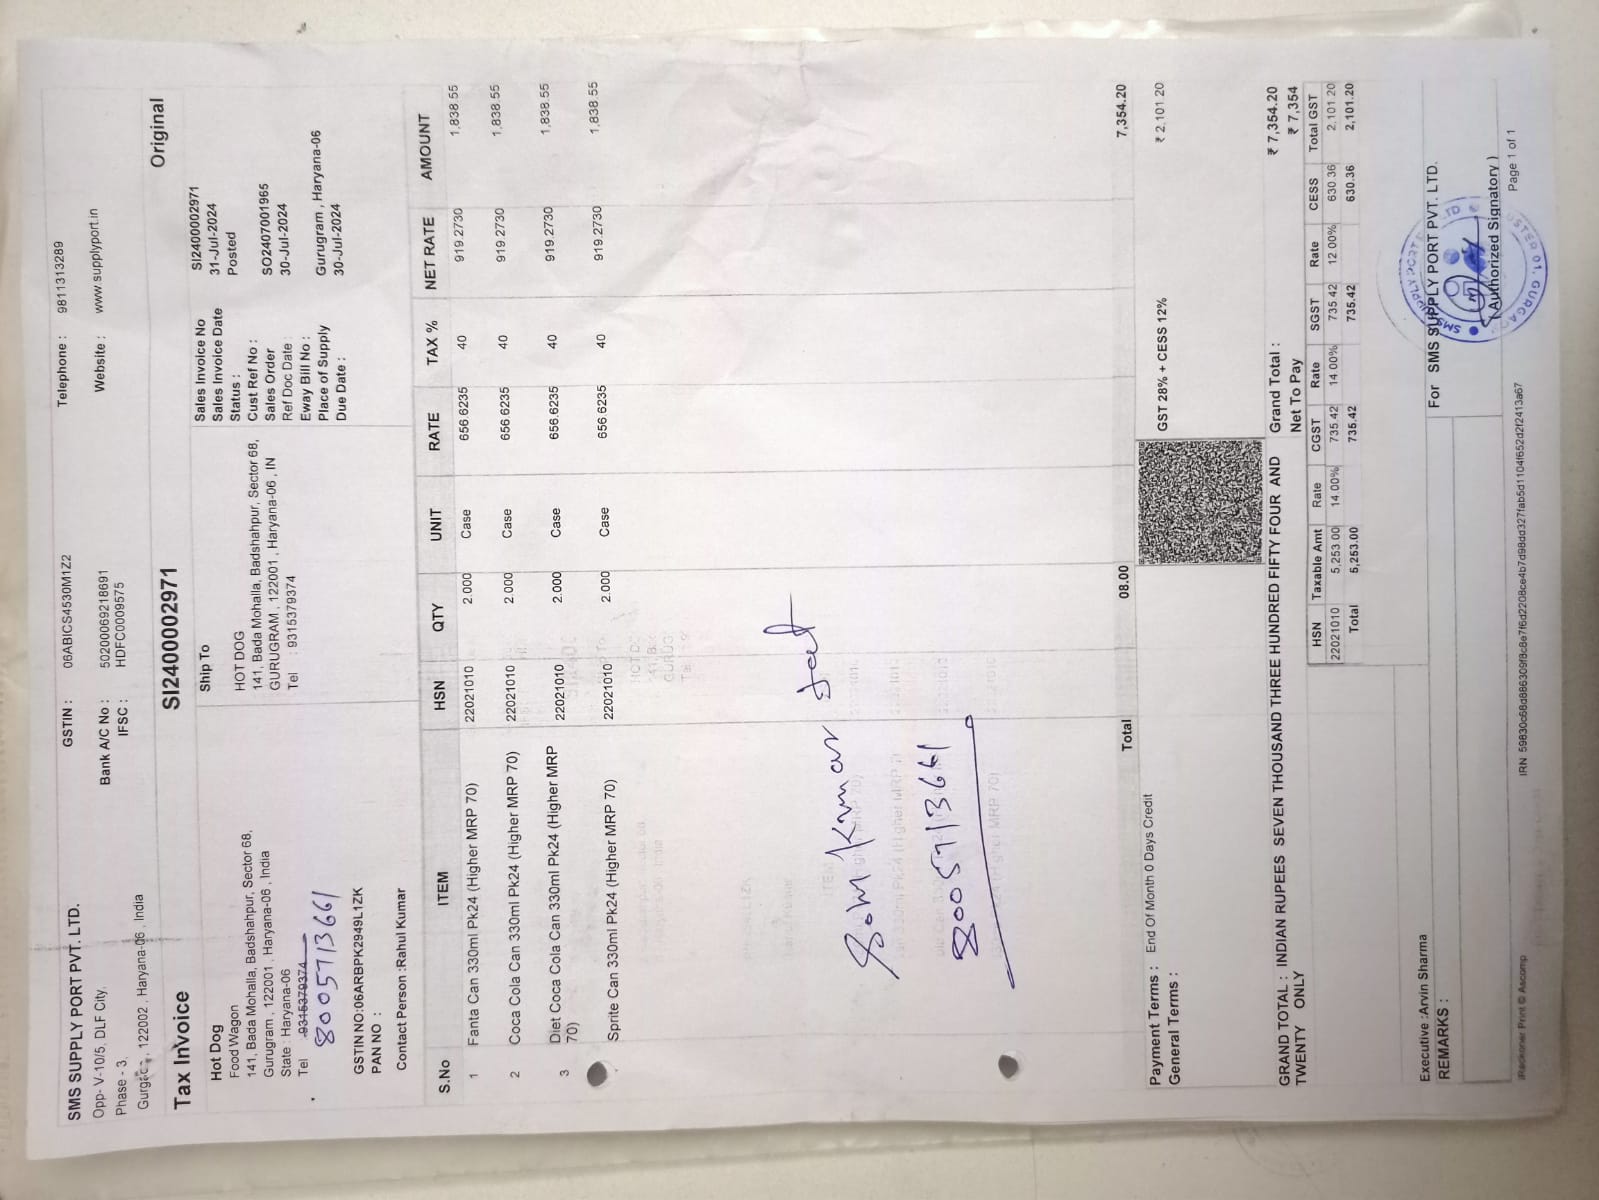 SMS SUPPLY PORT PVT. LTD.
Opp- V-10/5, DLF City,
Phase - 3,
, 122002 , Haryana-06 , India
GSTIN : 06ABICS4530M1Z2
Bank A/C No : 50200069218691
IFSC : HDFC0009575
Telephone : 9811313289
Website : www.supplyport.in
Tax Invoice
SI2400002971
Original
Hot Dog
Food Wagon
141, Bada Mohalla, Badshahpur, Sector 68,
Gurugram , 122001 , Haryana-06 , India
State : Haryana-06
Tel 9315379374
8005713661
GSTIN NO:06ARBPK2949L1ZK
PAN NO :
Contact Person :Rahul Kumar
Ship To
HOT DOG
141, Bada Mohalla, Badshahpur, Sector 68,
GURUGRAM , 122001 , Haryana-06 , IN
Tel : 9315379374
Sales Invoice No SI2400002971
Sales Invoice Date 31-Jul-2024
Status : Posted
Cust Ref No :
Sales Order SO2407001965
Ref Doc Date : 30-Jul-2024
Eway Bill No :
Place of Supply Gurugram , Haryana-06
Due Date : 30-Jul-2024
S.No ITEM HSN QTY UNIT RATE TAX % NET RATE AMOUNT
1 Fanta Can 330ml Pk24 (Higher MRP 70) 22021010 2.000 Case 656.6235 40 919.2730 1,838.55
2 Coca Cola Can 330ml Pk24 (Higher MRP 70) 22021010 2.000 Case 656.6235 40 919.2730 1,838.55
3 Diet Coca Cola Can 330ml Pk24 (Higher MRP 70) 22021010 2.000 Case 656.6235 40 919.2730 1,838.55
Sprite Can 330ml Pk24 (Higher MRP 70) 22021010 2.000 Case 656.6235 40 919.2730 1,838.55
Kumar
8005713661
Total 08.00 7,354.20
Payment Terms : End Of Month 0 Days Credit
General Terms :
GST 28% + CESS 12% ₹ 2,101.20
GRAND TOTAL : INDIAN RUPEES SEVEN THOUSAND THREE HUNDRED FIFTY FOUR AND
TWENTY ONLY
Grand Total : ₹ 7,354.20
Net To Pay ₹ 7,354
HSN Taxable Amt Rate CGST Rate SGST Rate CESS Total GST
22021010 5,253.00 14.00% 735.42 14.00% 735.42 12.00% 630.36 2,101.20
Total 5,253.00 735.42 735.42 630.36 2,101.20
Executive :Arvin Sharma
REMARKS :
For SMS SUPPLY PORT PVT. LTD.
( Authorized Signatory )
Page 1 of 1
iReckoner Print © Ascomp